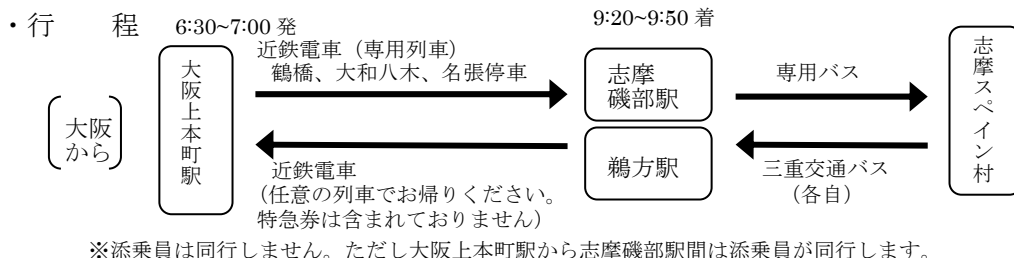 ・行　程
6:30~7:00 発
9:20~9:50 着
大阪から
大阪上本町駅
近鉄電車（専用列車）
鶴橋、大和八木、名張停車
志摩
磯部駅
専用バス
志摩スペイン村
近鉄電車
(任意の列車でお帰りください。
特急券は含まれておりません)
鵜方駅
三重交通バス
(各自)
※添乗員は同行しません。ただし大阪上本町駅から志摩磯部駅間は添乗員が同行します。